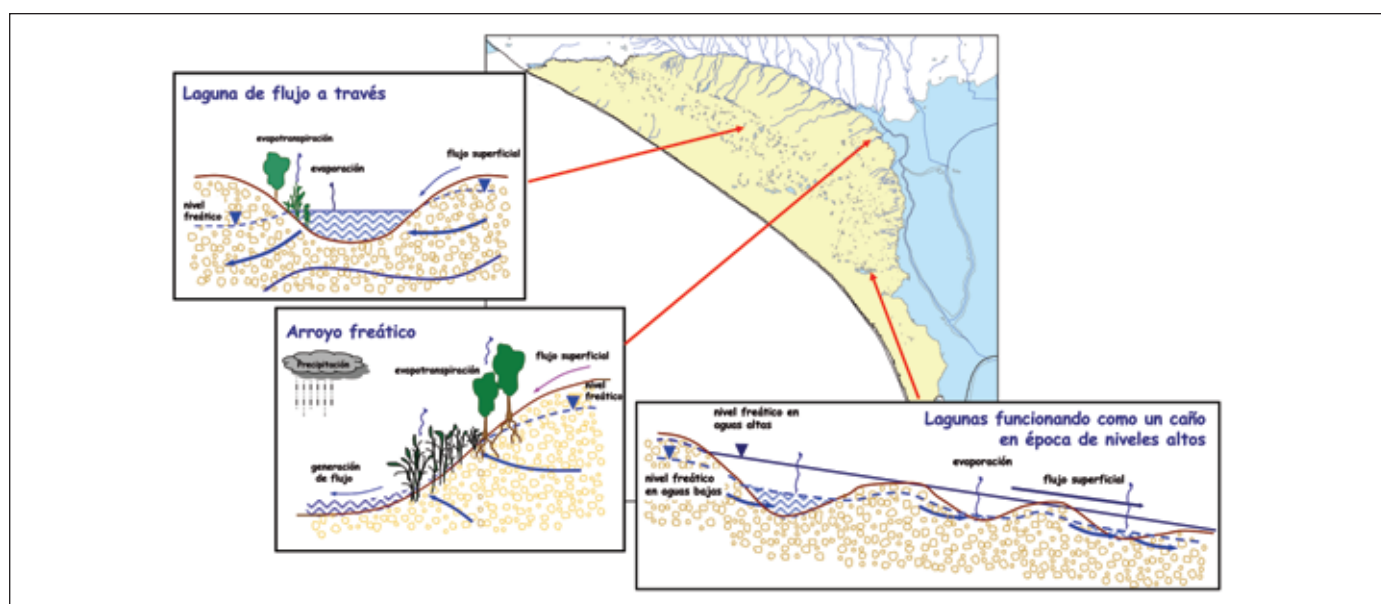 Laguna de flujo a través
evapotranspiración
evaporación
flujo superficial
nivel
freático
Arroyo freático
Precipitación
evapotranspiración
flujo superficial
nivel
freático
generación
de flujo
Lagunas funcionando como un caño
en época de niveles altos
nivel freático en
aguas altas
evaporación
flujo superficial
nivel freático
en aguas bajas